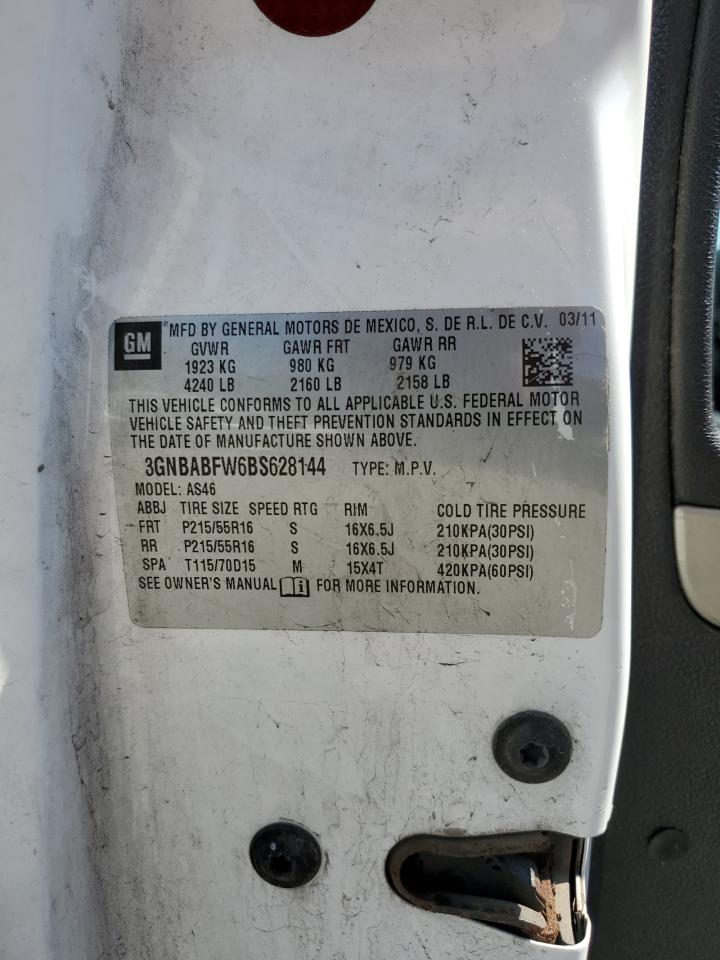 GM ®MFD BY GENERAL MOTORS DE MEXICO, S. DE R.L. DE C.V. 03/11
GVWR GAWR FRT GAWR RR
1923 KG 980 KG 979 KG
4240 LB 2160 LB 2158 LB
THIS VEHICLE CONFORMS TO ALL APPLICABLE U.S. FEDERAL MOTOR
VEHICLE SAFETY AND THEFT PREVENTION STANDARDS IN EFFECT ON
THE DATE OF MANUFACTURE SHOWN ABOVE.
3GNBABFW6BS628144 TYPE: M.P.V.
MODEL: AS46
ABBJ TIRE SIZE SPEED RTG RIM COLD TIRE PRESSURE
FRT P215/55R16 S 16X6.5J 210KPA(30PSI)
RR P215/55R16 S 16X6.5J 210KPA(30PSI)
SPA T115/70D15 M 15X4T 420KPA(60PSI)
SEE OWNER'S MANUAL FOR MORE INFORMATION.